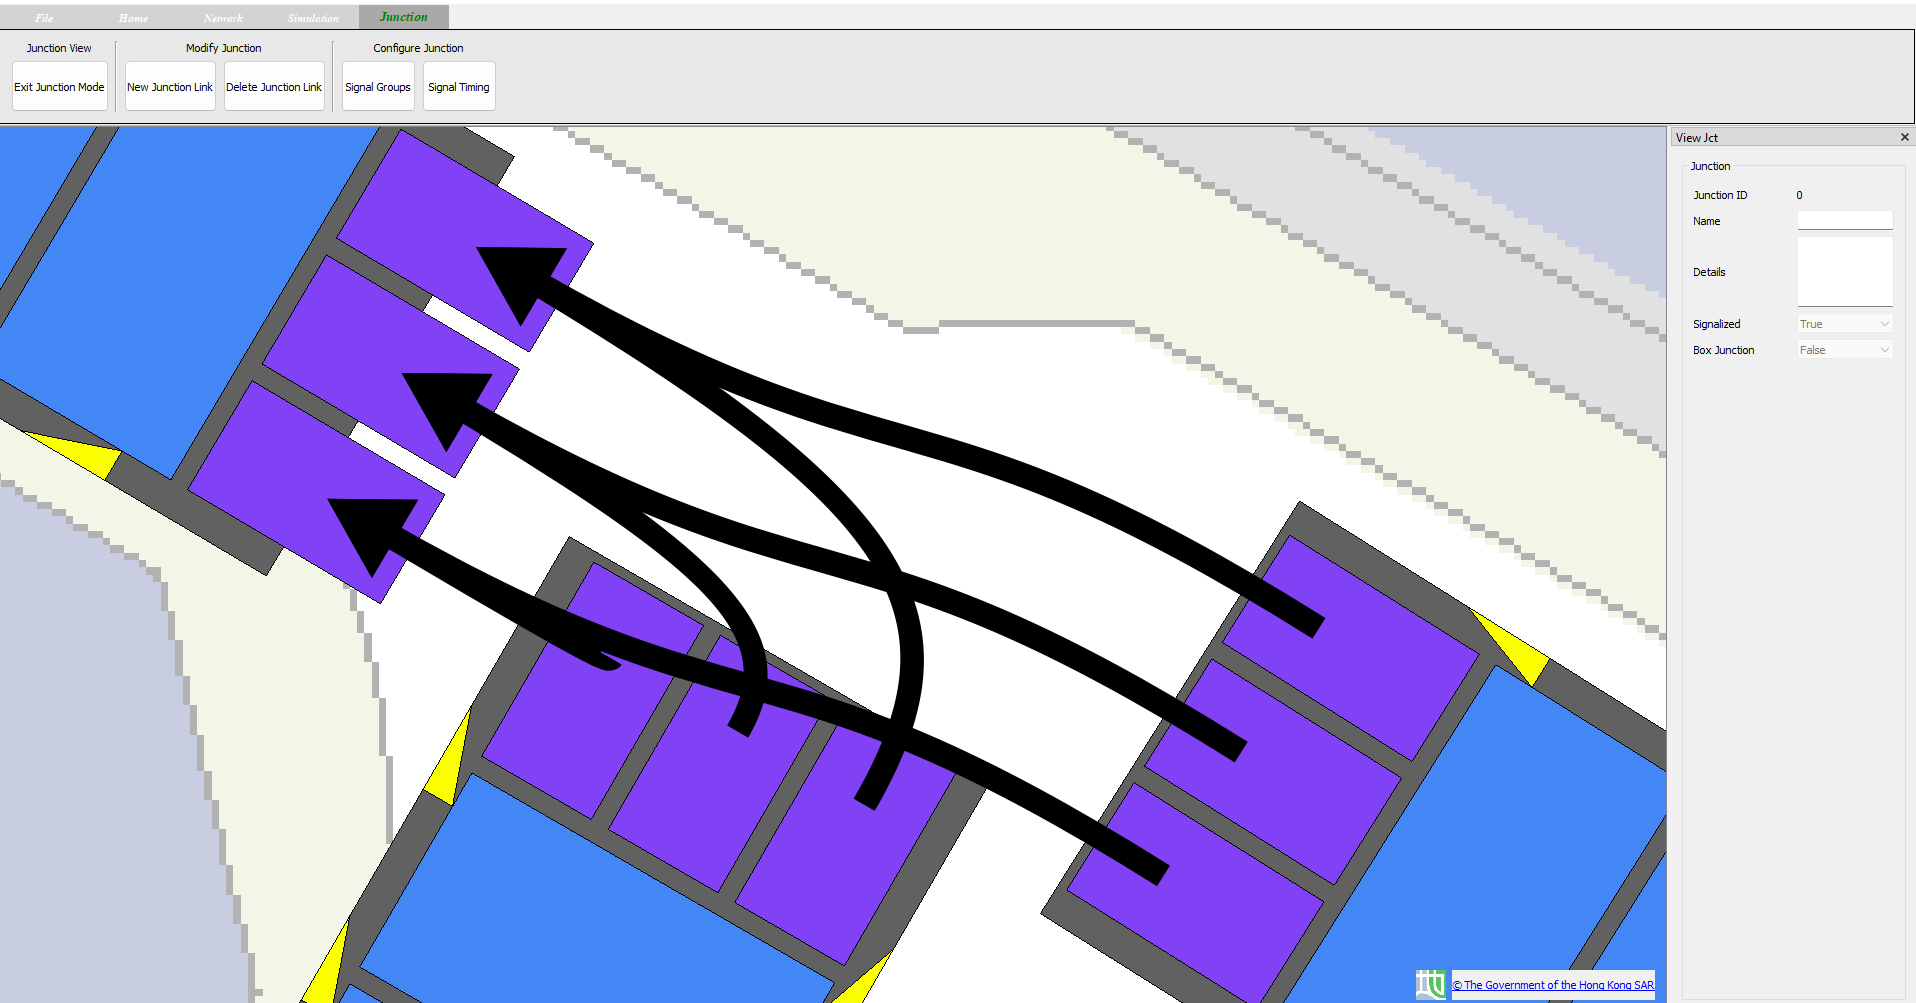 File Home Network Simulation Junction
Junction View Modify Junction Configure Junction
Exit Junction Mode New Junction Link Delete Junction Link Signal Groups Signal Timing
View Jct
Junction
Junction ID 0
Name
Details
Signalized True
Box Junction False
© The Government of the Hong Kong SAR